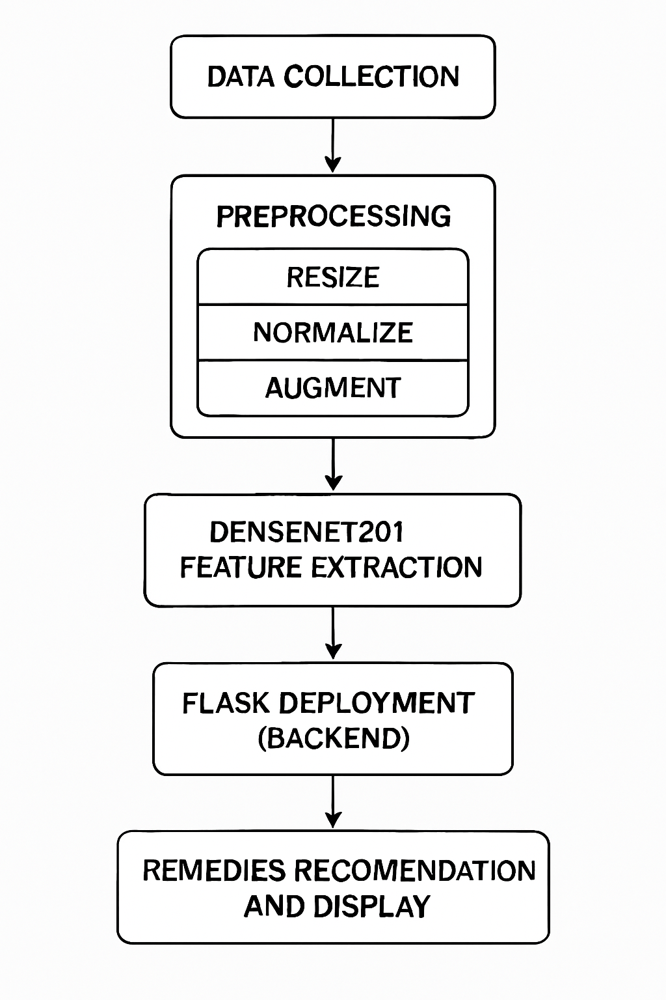 DATA COLLECTION
PREPROCESSING
RESIZE
NORMALIZE
AUGMENT
DENSENET201
FEATURE EXTRACTION
FLASK DEPLOYMENT
(BACKEND)
REMEDIES RECOMENDATION
AND DISPLAY